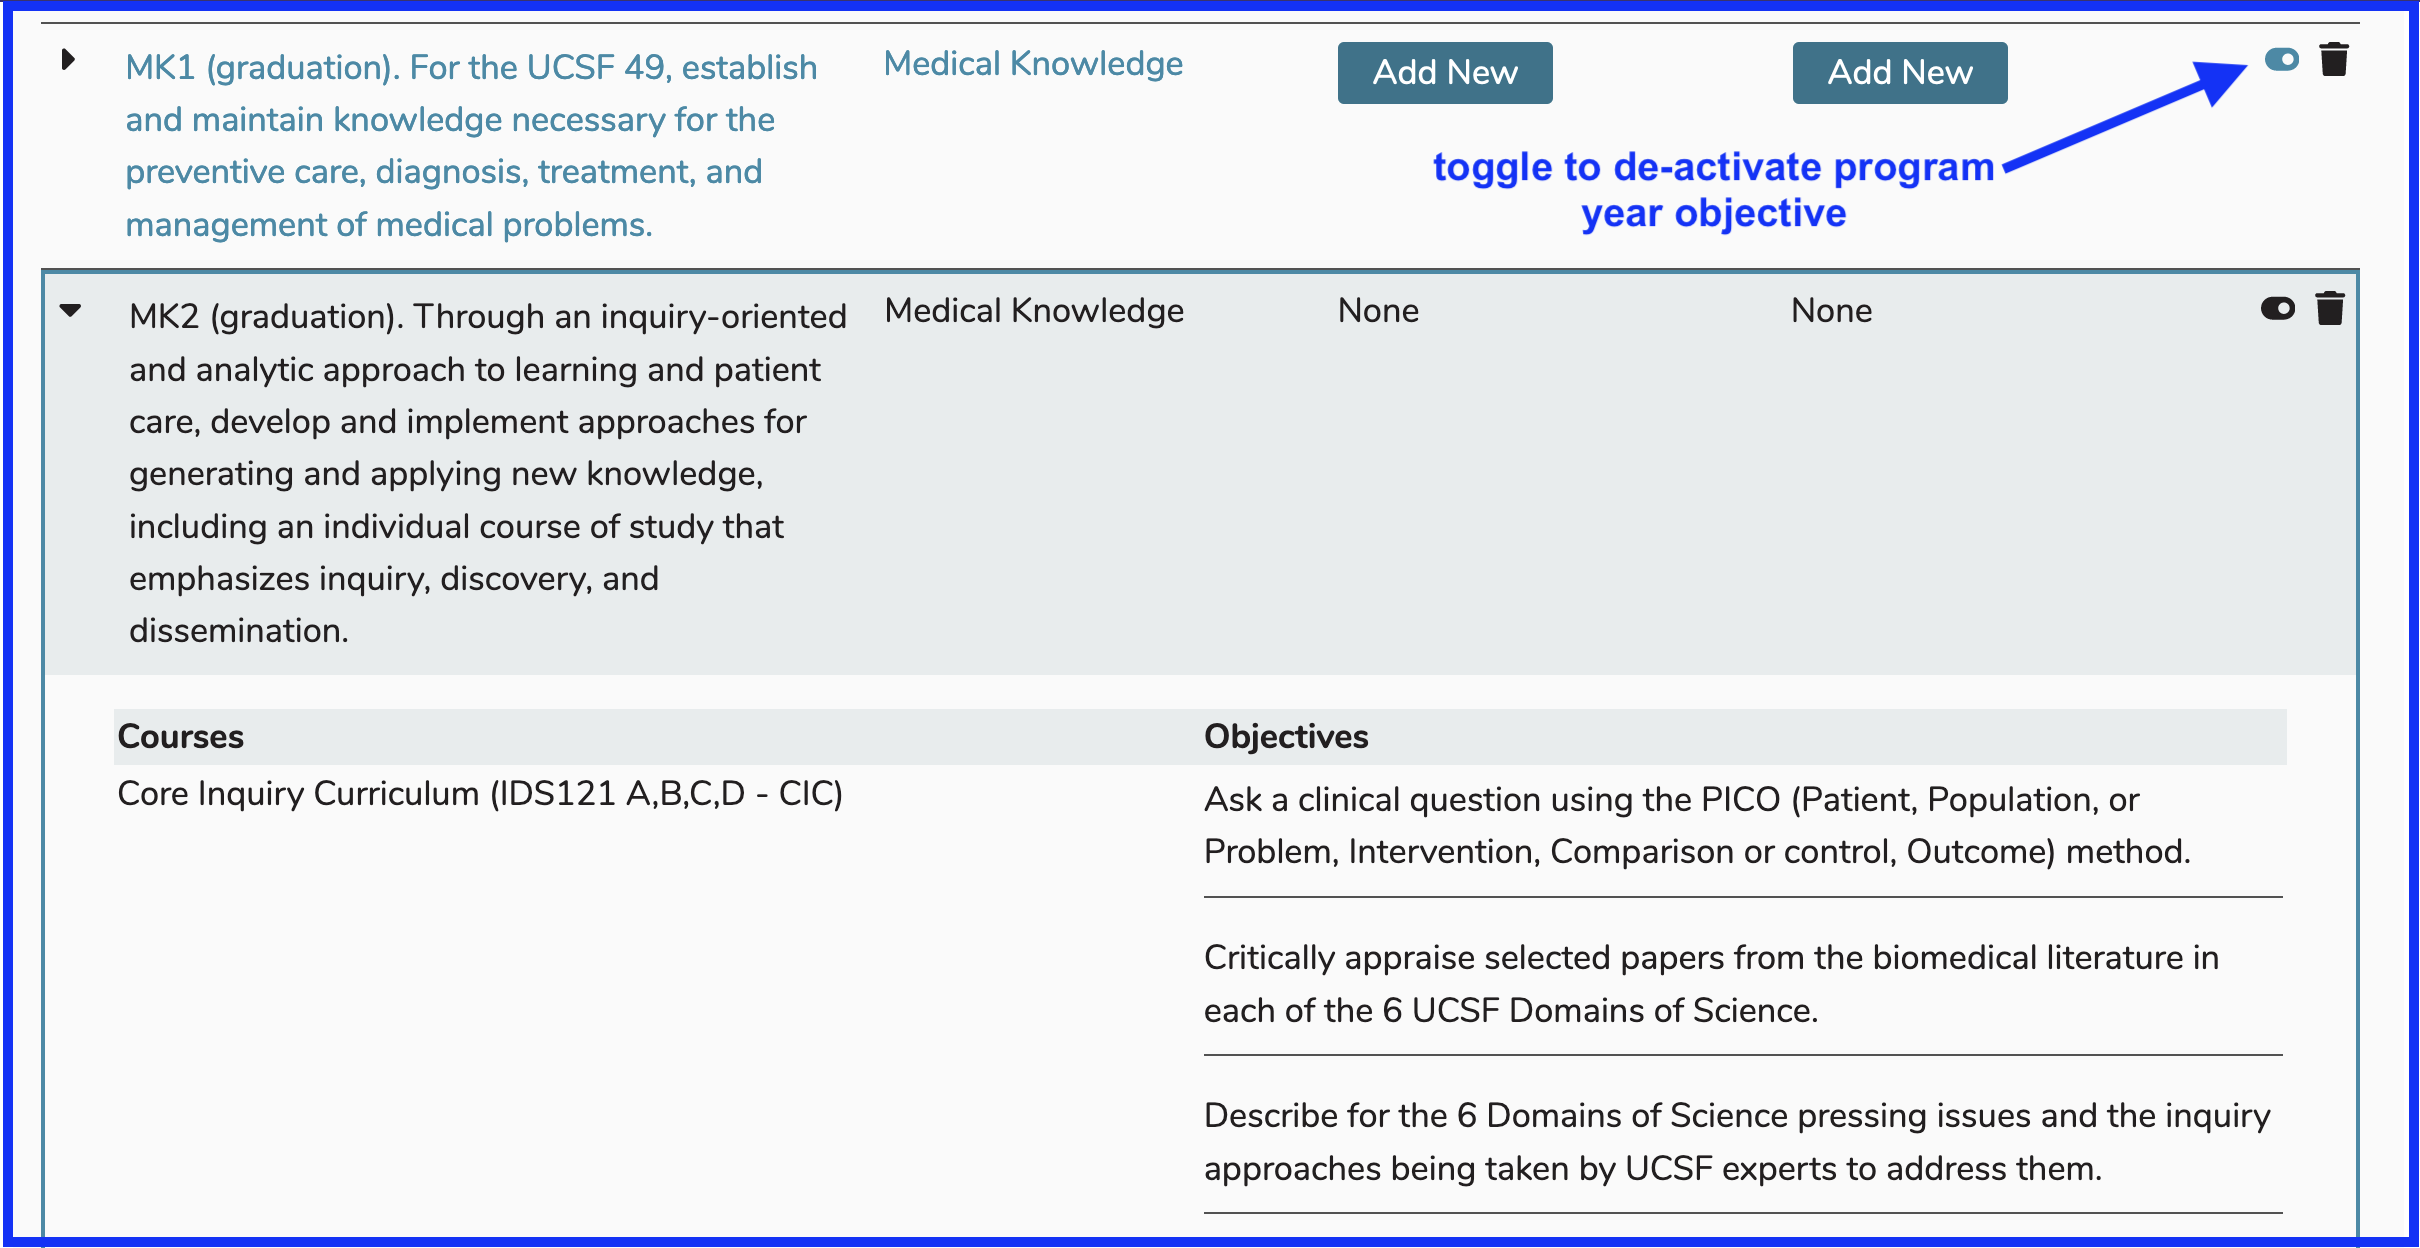 MK1 (graduation). For the UCSF 49, establish
and maintain knowledge necessary for the
preventive care, diagnosis, treatment, and
management of medical problems.
Medical Knowledge
Add New
Add New
toggle to de-activate program
year objective
MK2 (graduation). Through an inquiry-oriented
and analytic approach to learning and patient
care, develop and implement approaches for
generating and applying new knowledge,
including an individual course of study that
emphasizes inquiry, discovery, and
dissemination.
Medical Knowledge
None
None
Courses
Objectives
Core Inquiry Curriculum (IDS121 A,B,C,D - CIC)
Ask a clinical question using the PICO (Patient, Population, or
Problem, Intervention, Comparison or control, Outcome) method.
Critically appraise selected papers from the biomedical literature in
each of the 6 UCSF Domains of Science.
Describe for the 6 Domains of Science pressing issues and the inquiry
approaches being taken by UCSF experts to address them.